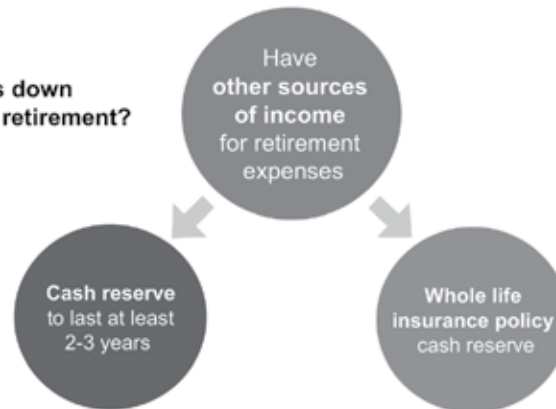 s down
retirement?
Have
other sources
of income
for retirement
expenses
Cash reserve
to last at least
2-3 years
Whole life
insurance policy
cash reserve